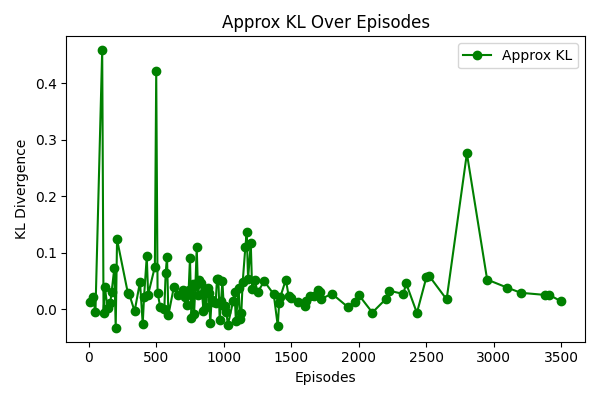 Approx KL Over Episodes
Approx KL
KL Divergence
0.4
0.3
0.2
0.1
0.0
0 500 1000 1500 2000 2500 3000 3500
Episodes